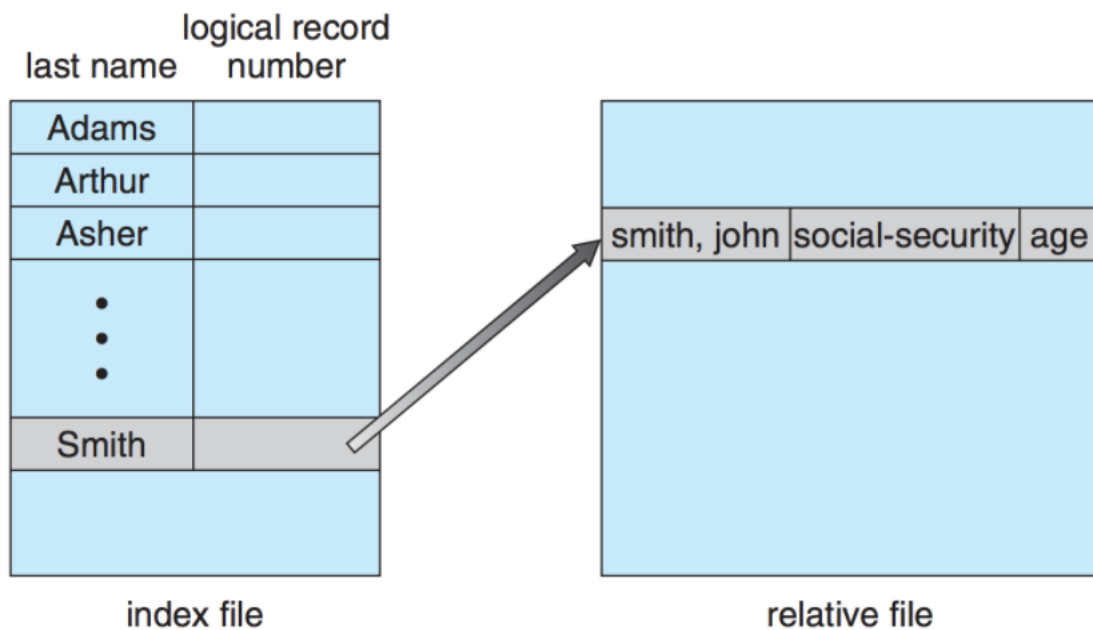 logical record
last name number
Adams
Arthur
Asher
Smith
smith, john social-security age
index file relative file